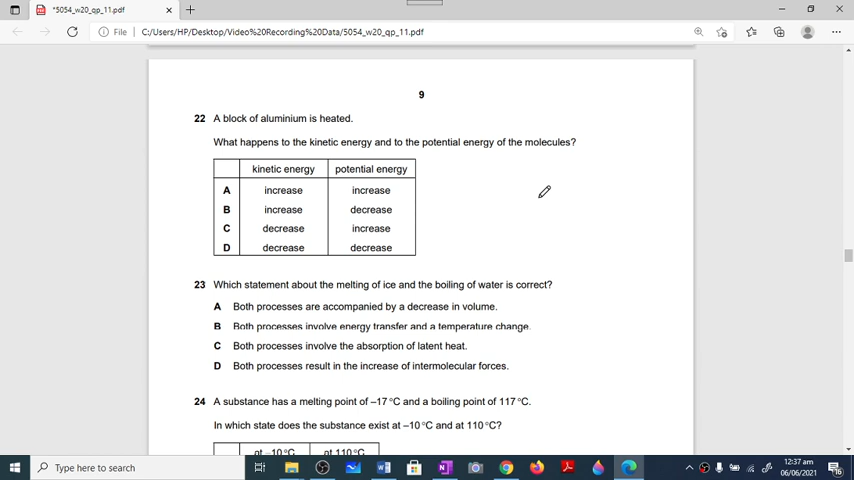 *5054_w20_qp_11.pdf
File
C:/Users/HP/Desktop/Video%20Recording%20Data/5054_w20_qp_11.pdf
9
22 A block of aluminium is heated.
What happens to the kinetic energy and to the potential energy of the molecules?
kinetic energy potential energy
A increase increase
B increase decrease
C decrease increase
D decrease decrease
23 Which statement about the melting of ice and the boiling of water is correct?
A Both processes are accompanied by a decrease in volume.
B Both processes involve energy transfer and a temperature change.
C Both processes involve the absorption of latent heat.
D Both processes result in the increase of intermolecular forces.
24 A substance has a melting point of –17 °C and a boiling point of 117 °C.
In which state does the substance exist at –10 °C and at 110 °C?
at –10 °C at 110 °C
Type here to search
12:37 am
06/06/2021